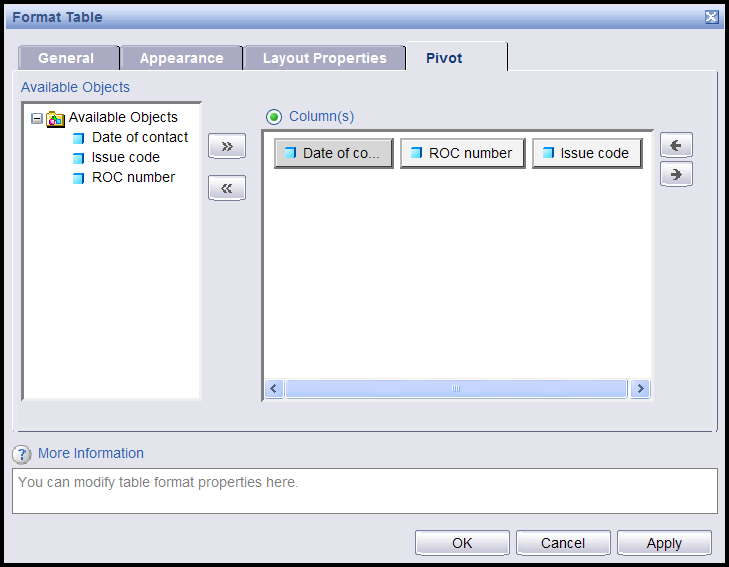 Format Table
General Appearance Layout Properties Pivot
Available Objects
Available Objects
Date of contact
Issue code
ROC number
Column(s)
Date of co... ROC number Issue code
? More Information
You can modify table format properties here.
OK Cancel Apply